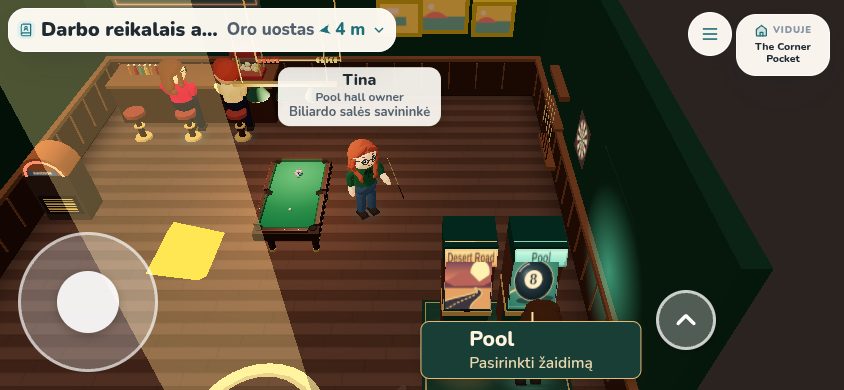 Darbo reikalais a...
Oro uostas 4 m
VIDUJE
The Corner
Pocket
Tina
Pool hall owner
Biliardo salės savininkė
Desert Road
Pool
8
Pool
Pasirinkti žaidimą